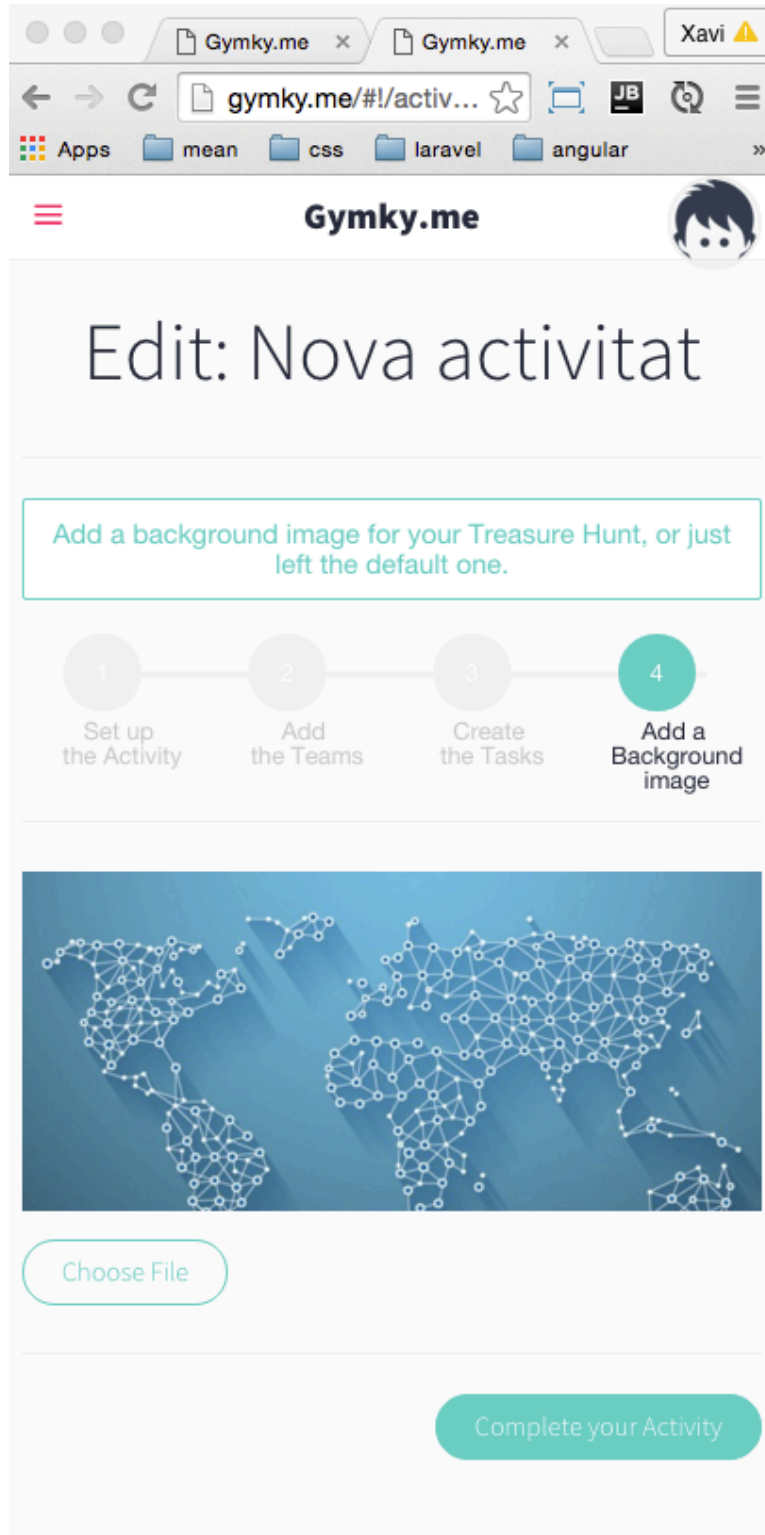 Gymky.me × Gymky.me × Xavi
gymky.me/#!/activ... JB
Apps mean css laravel angular »
Gymky.me
Edit: Nova activitat
Add a background image for your Treasure Hunt, or just
left the default one.
1 2 3 4
Set up Add Create Add a
the Activity the Teams the Tasks Background
image
Choose File
Complete your Activity